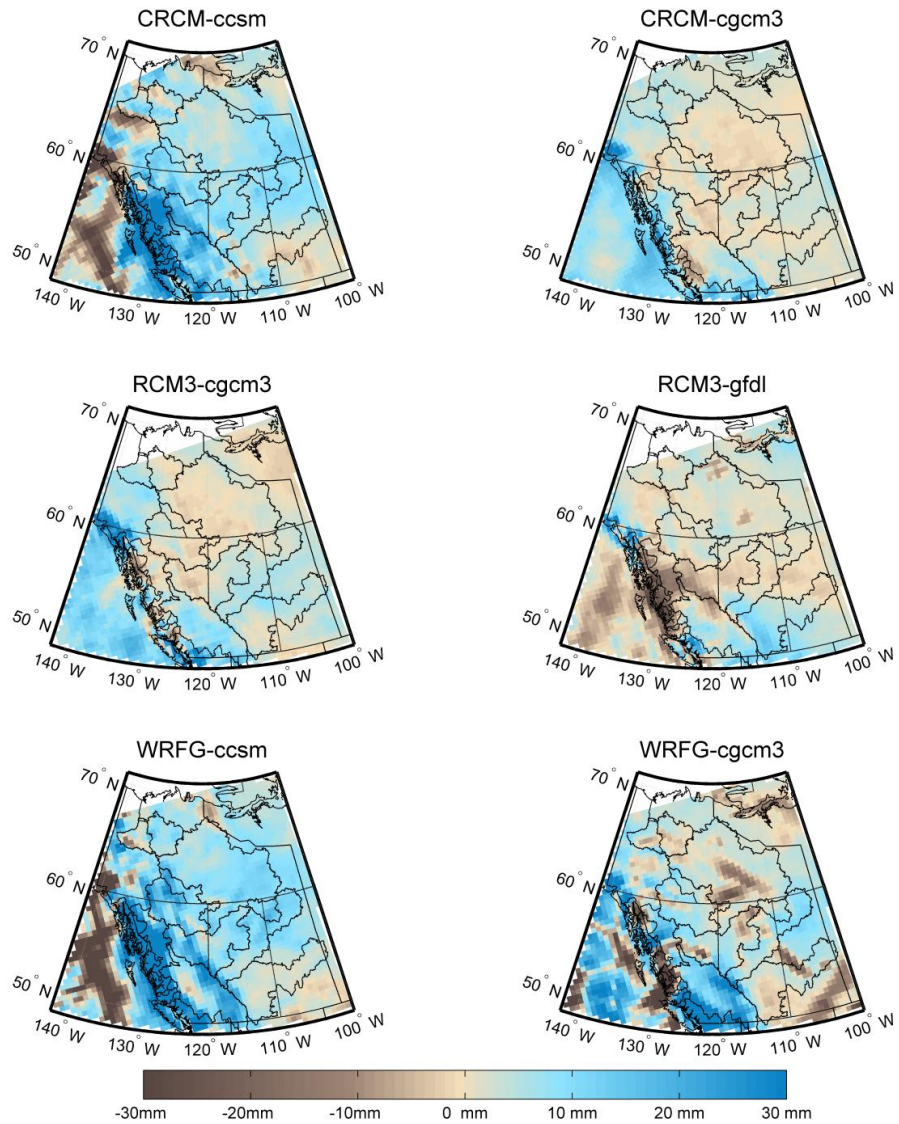 CRCM-ccsm
CRCM-cgcm3
70° N
60° N
50° N
140° W
130° W
120° W
110° W
100° W
70° N
60° N
50° N
140° W
130° W
120° W
110° W
100° W
RCM3-cgcm3
RCM3-gfdl
70° N
60° N
50° N
140° W
130° W
120° W
110° W
100° W
70° N
60° N
50° N
140° W
130° W
120° W
110° W
100° W
WRFG-ccsm
WRFG-cgcm3
70° N
60° N
50° N
140° W
130° W
120° W
110° W
100° W
70° N
60° N
50° N
140° W
130° W
120° W
110° W
100° W
-30mm -20mm -10mm 0 mm 10 mm 20 mm 30 mm